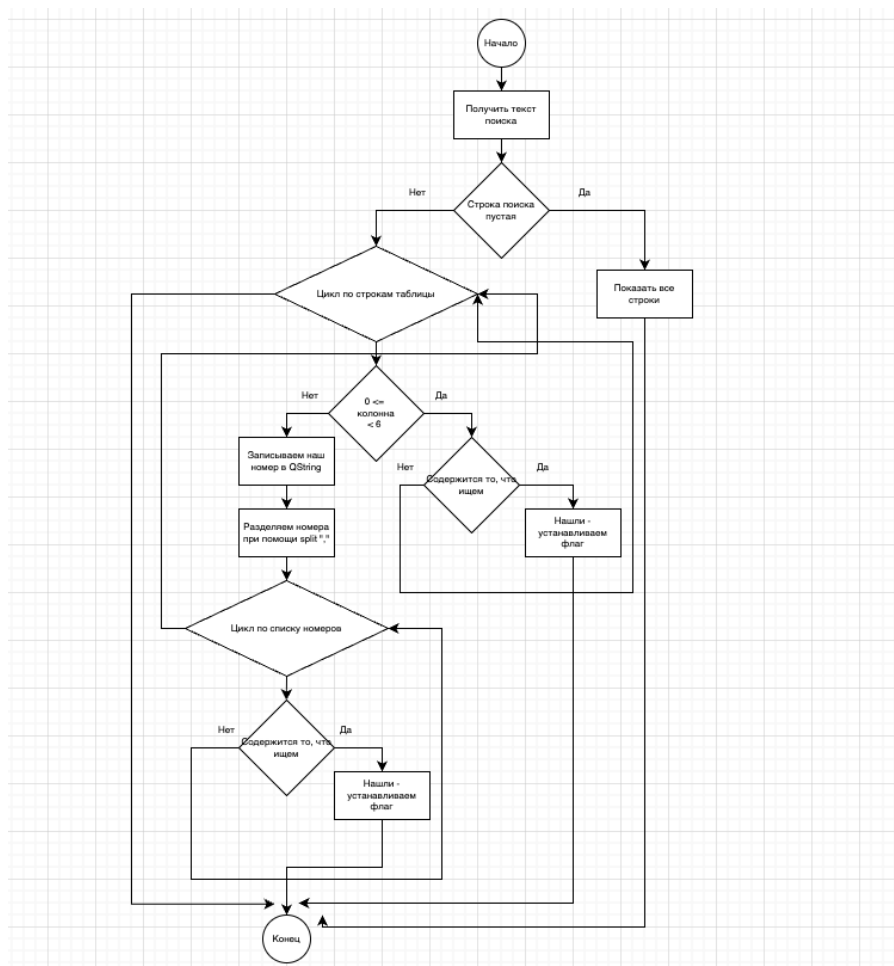 Начало
Получить текст
поиска
Нет
Да
Строка поиска
пустая
Цикл по строкам таблицы
Показать все
строки
Нет
Да
0 <=
колонна
< 6
Записываем наш
номер в QString
Нет
Да
Содержится то, что
ищем
Разделяем номера
при помощи split ","
Нашли -
устанавливаем
флаг
Цикл по списку номеров
Нет
Да
Содержится то, что
ищем
Нашли -
устанавливаем
флаг
Конец